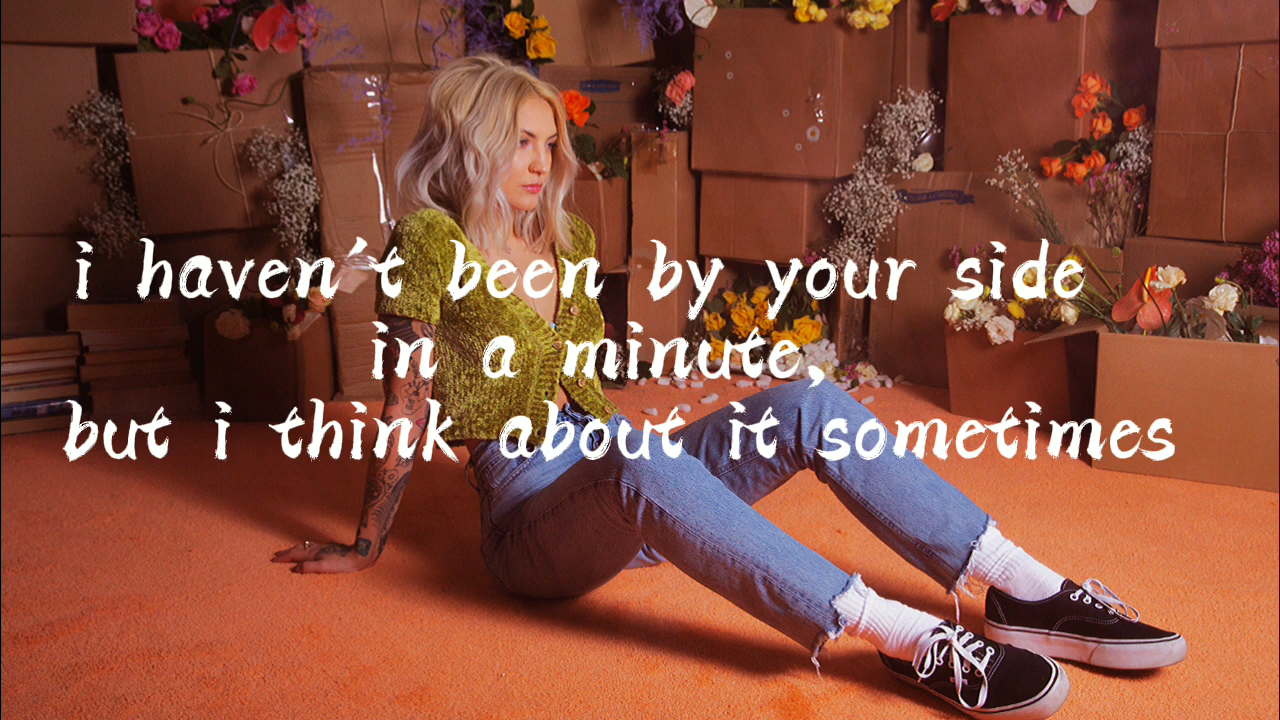 i haven't been by your side
in a minute,
but i think about it sometimes